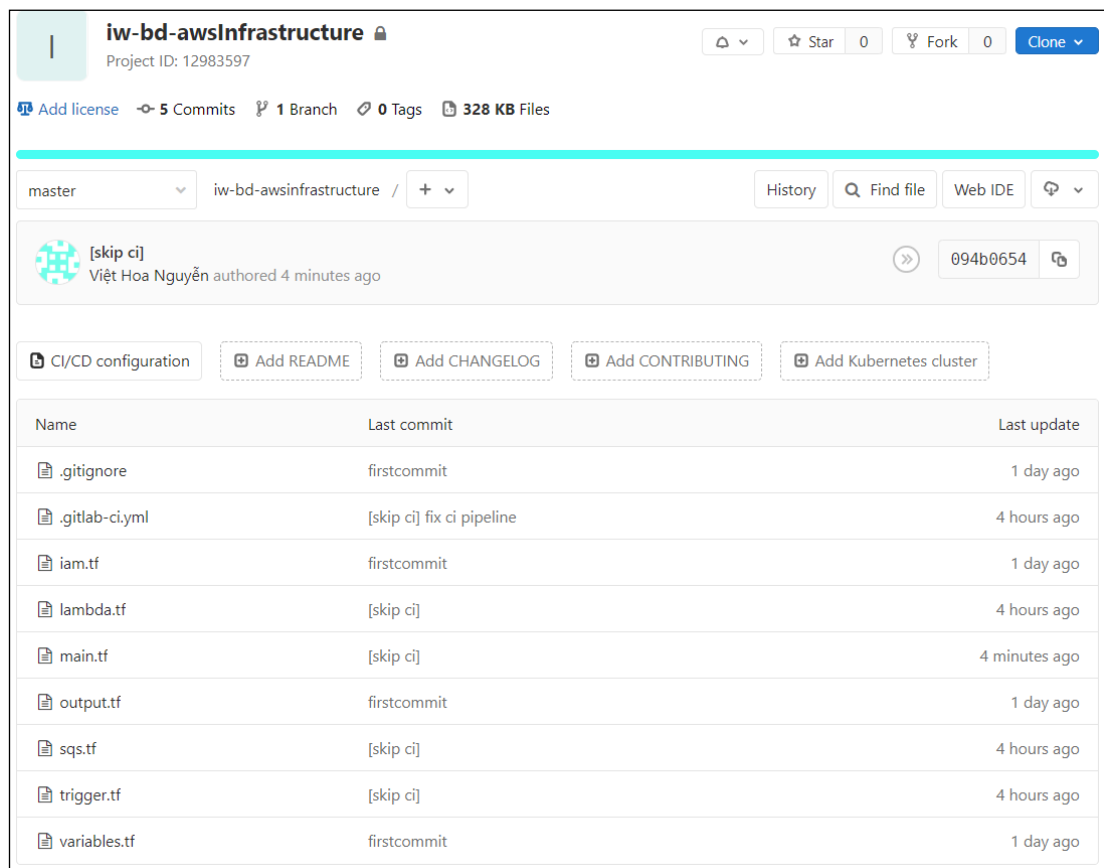 I
iw-bd-awsInfrastructure
Project ID: 12983597
Star 0 Fork 0 Clone
Add license 5 Commits 1 Branch 0 Tags 328 KB Files
master iw-bd-awsinfrastructure / + History Find file Web IDE
[skip ci]
Việt Hoa Nguyễn authored 4 minutes ago
094b0654
CI/CD configuration Add README Add CHANGELOG Add CONTRIBUTING Add Kubernetes cluster
Name Last commit Last update
.gitignore firstcommit 1 day ago
.gitlab-ci.yml [skip ci] fix ci pipeline 4 hours ago
iam.tf firstcommit 1 day ago
lambda.tf [skip ci] 4 hours ago
main.tf [skip ci] 4 minutes ago
output.tf firstcommit 1 day ago
sqs.tf [skip ci] 4 hours ago
trigger.tf [skip ci] 4 hours ago
variables.tf firstcommit 1 day ago